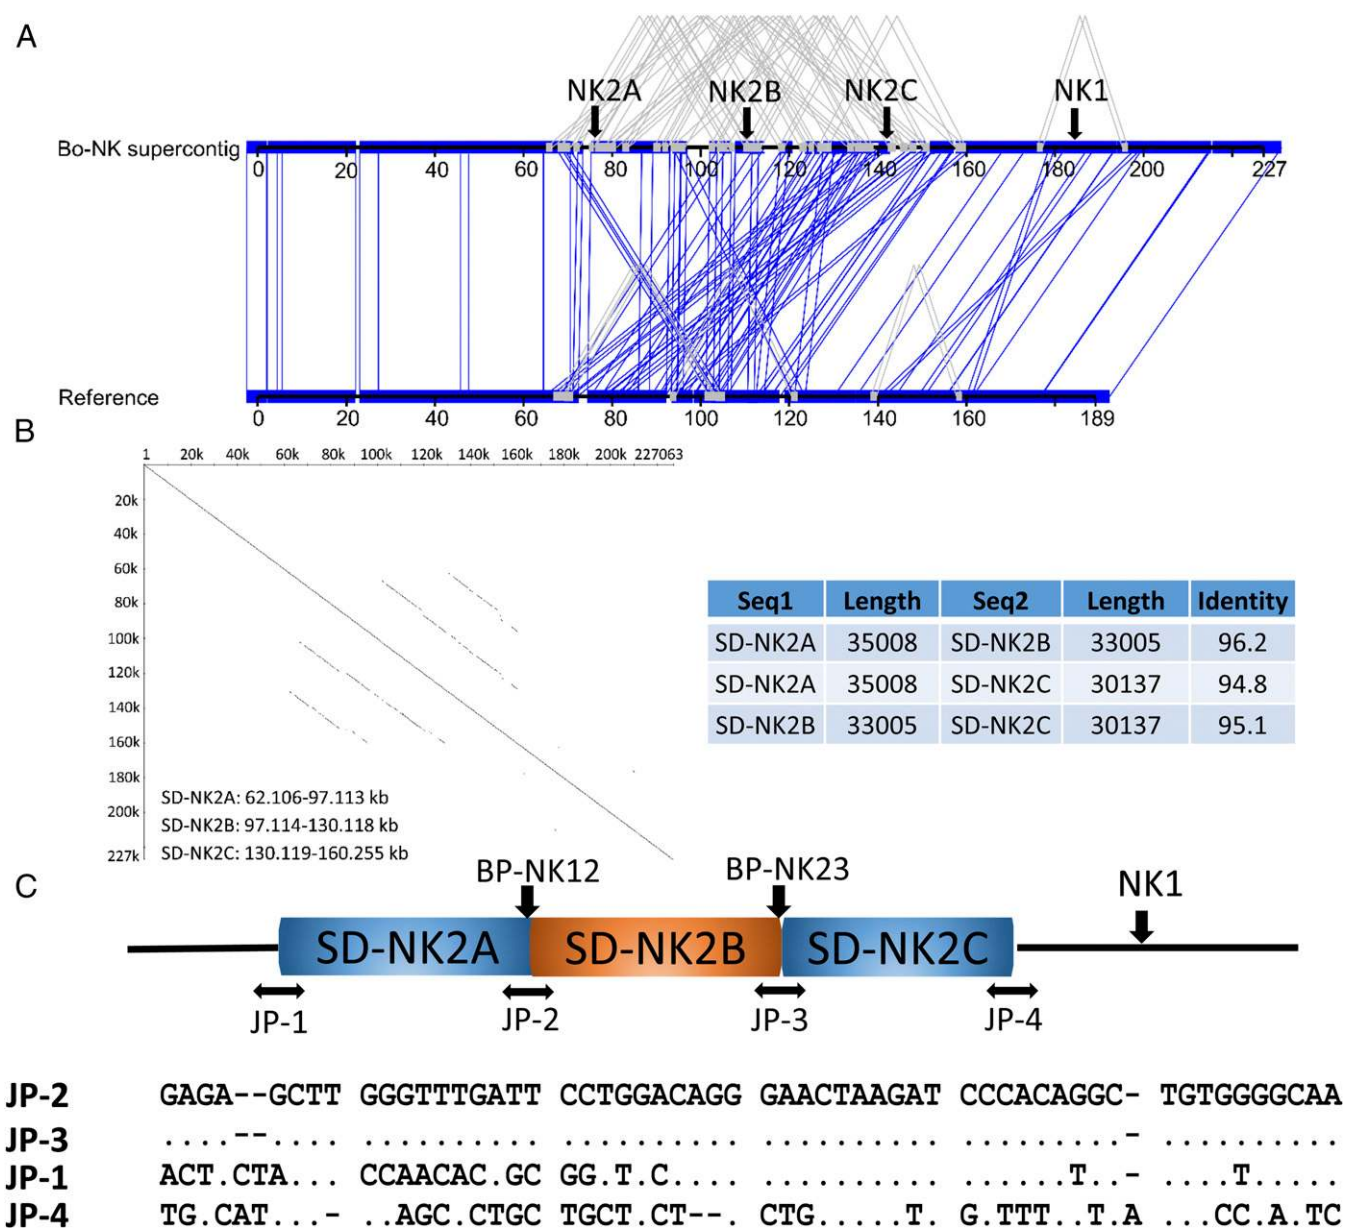 A
NK2A NK2B NK2C NK1
Bo-NK supercontig
0 20 40 60 80 100 120 140 160 200 227
Reference
0 20 40 60 80 100 120 140 160 189
B
1 20k 40k 60k 80k 100k 120k 140k 160k 180k 200k 227063
20k
40k
60k
80k
100k
120k
140k
160k
180k
200k
227k
SD-NK2A: 62.106-97.113 kb
SD-NK2B: 97.114-130.118 kb
SD-NK2C: 130.119-160.255 kb
Seq1 Length Seq2 Length Identity
SD-NK2A 35008 SD-NK2B 33005 96.2
SD-NK2A 35008 SD-NK2C 30137 94.8
SD-NK2B 33005 SD-NK2C 30137 95.1
C
BP-NK12 BP-NK23 NK1
SD-NK2A SD-NK2B SD-NK2C
JP-1 JP-2 JP-3 JP-4
JP-2 GAGA--GCTT GGGTTTGATT CCTGGACAGG GAACTAAGAT CCCACAGGC- TGTGGGGCAA
JP-3 ....--.... .......... .......... .......... .........- ..........
JP-1 ACT.CTA... CCAACAC.GC GG.T.C.... .......... ......T..- ....T.....
JP-4 TG.CAT...- ..AGC.CTGC TGCT.CT--. CTG.....T. G.TTT..T.A ...CC.A.TC